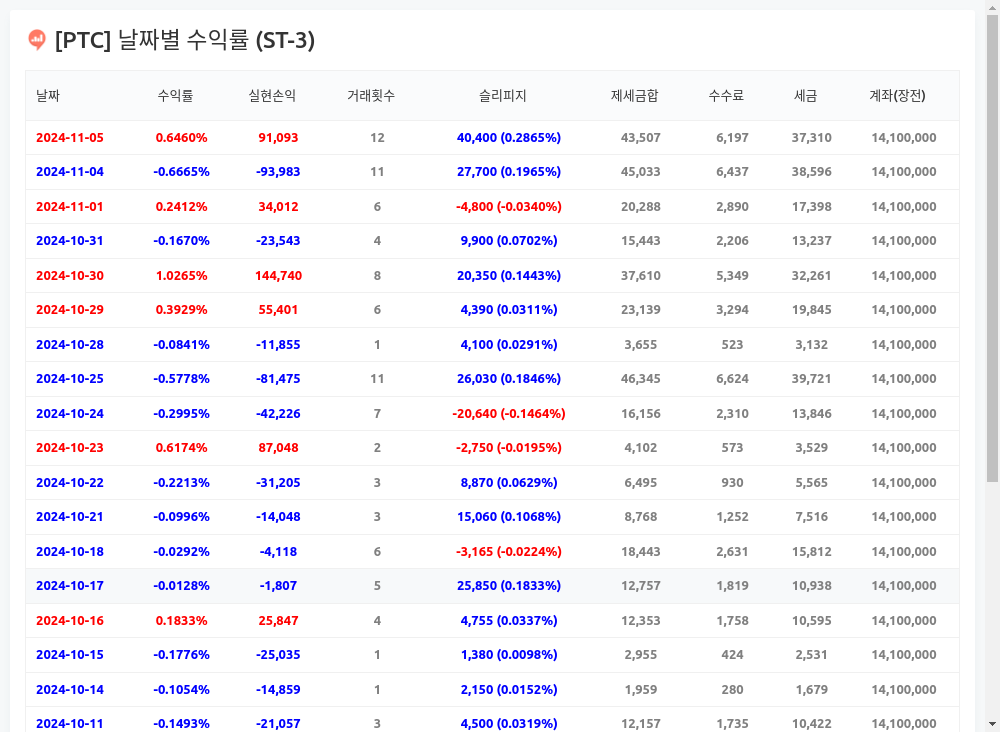 [PTC] 날짜별 수익률 (ST-3)
날짜 수익률 실현손익 거래횟수 슬리피지 제세금합 수수료 세금 계좌(장전)
2024-11-05 0.6460% 91,093 12 40,400 (0.2865%) 43,507 6,197 37,310 14,100,000
2024-11-04 -0.6665% -93,983 11 27,700 (0.1965%) 45,033 6,437 38,596 14,100,000
2024-11-01 0.2412% 34,012 6 -4,800 (-0.0340%) 20,288 2,890 17,398 14,100,000
2024-10-31 -0.1670% -23,543 4 9,900 (0.0702%) 15,443 2,206 13,237 14,100,000
2024-10-30 1.0265% 144,740 8 20,350 (0.1443%) 37,610 5,349 32,261 14,100,000
2024-10-29 0.3929% 55,401 6 4,390 (0.0311%) 23,139 3,294 19,845 14,100,000
2024-10-28 -0.0841% -11,855 1 4,100 (0.0291%) 3,655 523 3,132 14,100,000
2024-10-25 -0.5778% -81,475 11 26,030 (0.1846%) 46,345 6,624 39,721 14,100,000
2024-10-24 -0.2995% -42,226 7 -20,640 (-0.1464%) 16,156 2,310 13,846 14,100,000
2024-10-23 0.6174% 87,048 2 -2,750 (-0.0195%) 4,102 573 3,529 14,100,000
2024-10-22 -0.2213% -31,205 3 8,870 (0.0629%) 6,495 930 5,565 14,100,000
2024-10-21 -0.0996% -14,048 3 15,060 (0.1068%) 8,768 1,252 7,516 14,100,000
2024-10-18 -0.0292% -4,118 6 -3,165 (-0.0224%) 18,443 2,631 15,812 14,100,000
2024-10-17 -0.0128% -1,807 5 25,850 (0.1833%) 12,757 1,819 10,938 14,100,000
2024-10-16 0.1833% 25,847 4 4,755 (0.0337%) 12,353 1,758 10,595 14,100,000
2024-10-15 -0.1776% -25,035 1 1,380 (0.0098%) 2,955 424 2,531 14,100,000
2024-10-14 -0.1054% -14,859 1 2,150 (0.0152%) 1,959 280 1,679 14,100,000
2024-10-11 -0.1493% -21,057 3 4,500 (0.0319%) 12,157 1,735 10,422 14,100,000